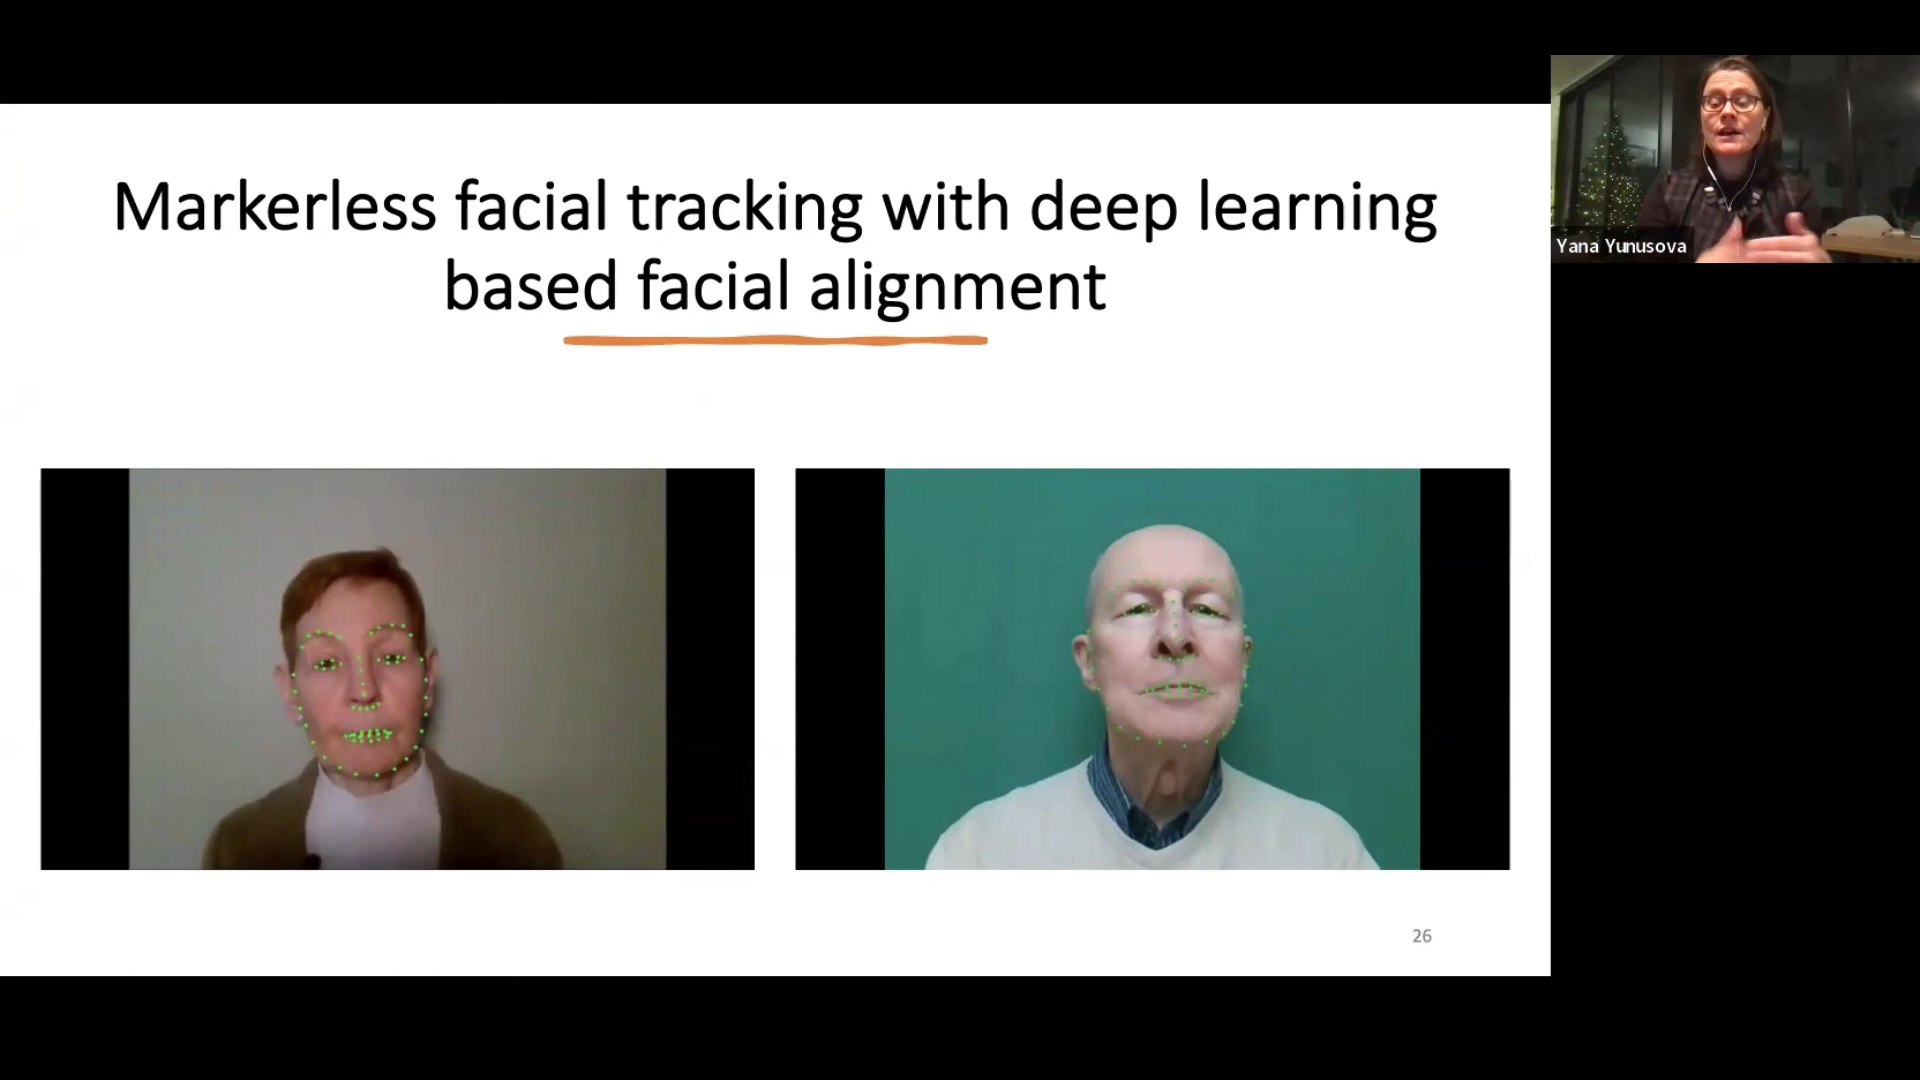 Markerless facial tracking with deep learning
based facial alignment
Yana Yunusova
26